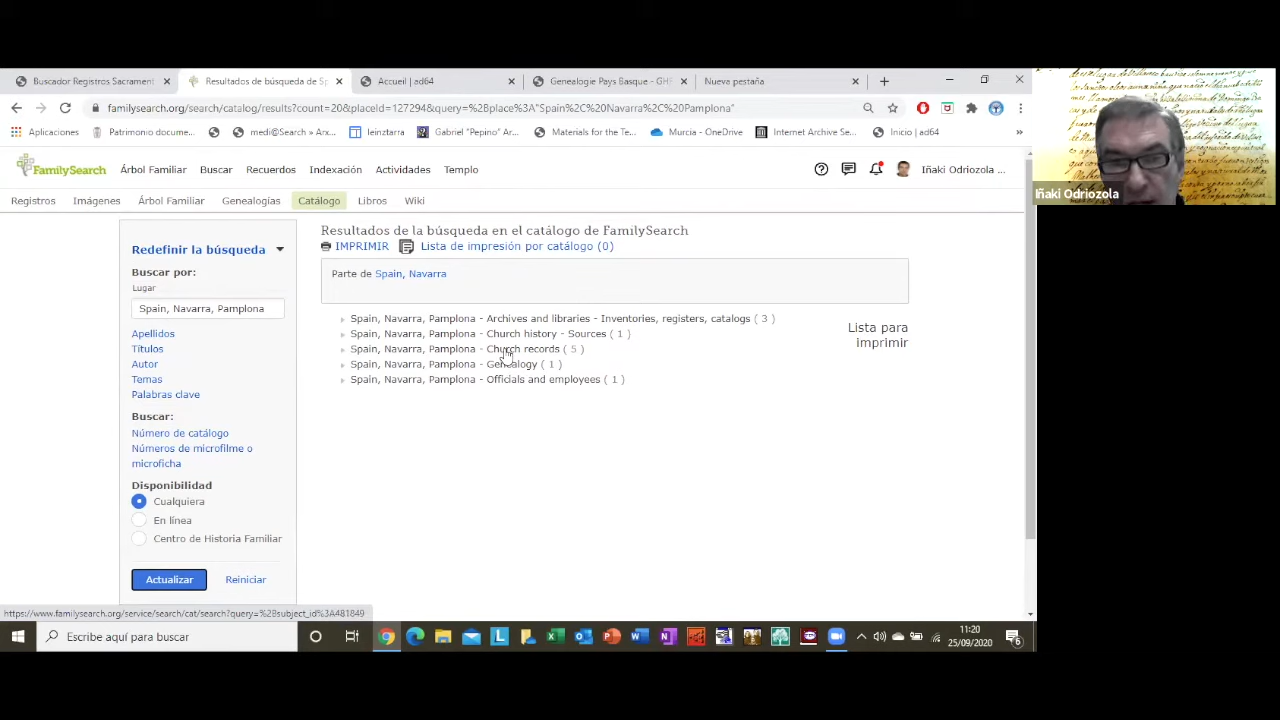 Buscador Registros Sacrament
Resultados de búsqueda de Sp
Accueil | ad64
Genealogie Pays Basque - GHF
Nueva pestaña
familysearch.org/search/catalog/results?count=20&placeId=127294&query=%2Bplace%3A"Spain%2C%20Navarra%2C%20Pamplona"
Aplicaciones
Patrimonio docume...
medi@Search » Arx...
leinztarra
Gabriel "Pepino" Ar...
Materials for the Te...
Murcia - OneDrive
Internet Archive Se...
Inicio | ad64
»
FamilySearch
Árbol Familiar
Buscar
Recuerdos
Indexación
Actividades
Templo
Iñaki Odriozola ...
Registros
Imágenes
Árbol Familiar
Genealogías
Catálogo
Libros
Wiki
Redefinir la búsqueda
Buscar por:
Lugar
Spain, Navarra, Pamplona
Apellidos
Títulos
Autor
Temas
Palabras clave
Buscar:
Número de catálogo
Números de microfilme o
microficha
Disponibilidad
Cualquiera
En línea
Centro de Historia Familiar
Actualizar
Reiniciar
Resultados de la búsqueda en el catálogo de FamilySearch
IMPRIMIR
Lista de impresión por catálogo (0)
Parte de Spain, Navarra
Spain, Navarra, Pamplona - Archives and libraries - Inventories, registers, catalogs ( 3 )
Spain, Navarra, Pamplona - Church history - Sources ( 1 )
Spain, Navarra, Pamplona - Church records ( 5 )
Spain, Navarra, Pamplona - Genealogy ( 1 )
Spain, Navarra, Pamplona - Officials and employees ( 1 )
Lista para
imprimir
https://www.familysearch.org/service/search/cat/search?query=%2Bsubject_id%3A481849
Escribe aquí para buscar
11:20
25/09/2020
6
Iñaki Odriozola